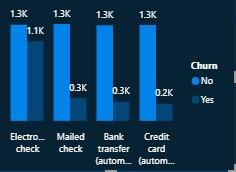 1.3K
1.1K
1.3K
0.3K
1.3K
0.3K
1.3K
0.2K
Churn
No
Yes
Electro... check
Mailed check
Bank transfer (autom...
Credit card (autom...